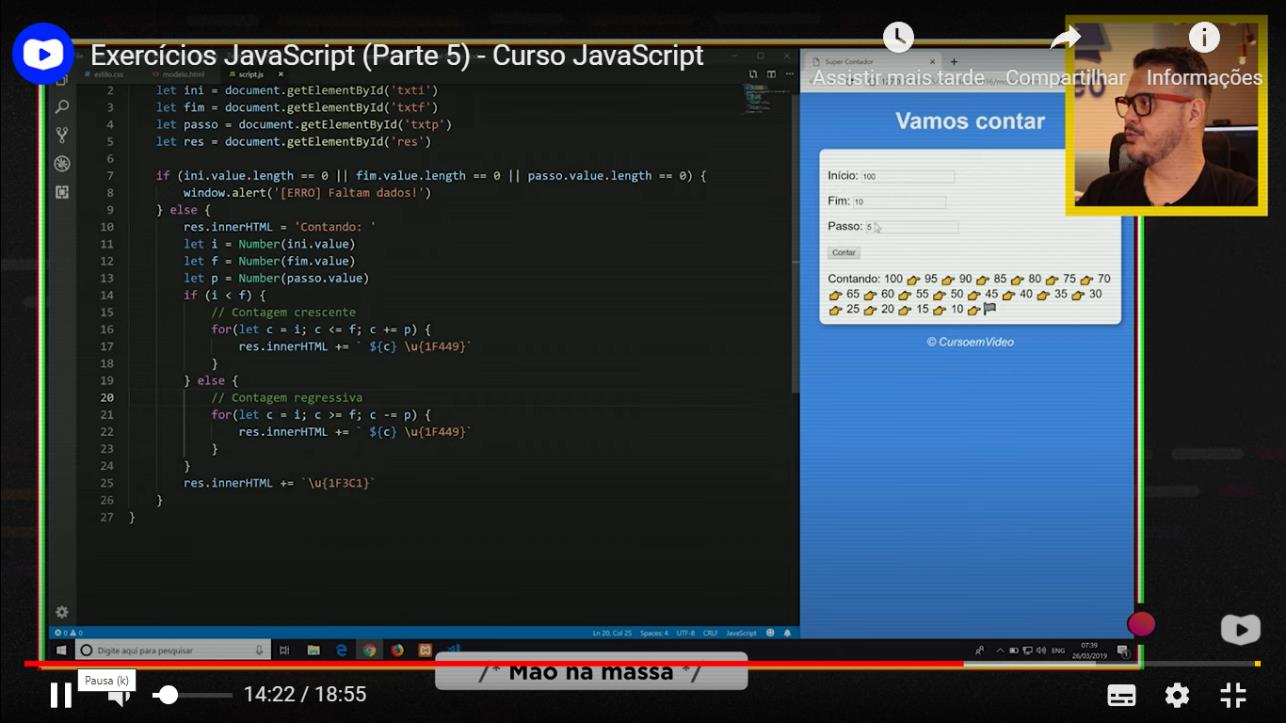 Exercícios JavaScript (Parte 5) - Curso JavaScript
Assistir mais tarde
Compartilhar
Informações
estilo.css
modelo.html
script.js
2 let ini = document.getElementById('txti')
3 let fim = document.getElementById('txtf')
4 let passo = document.getElementById('txtp')
5 let res = document.getElementById('res')
6
7 if (ini.value.length == 0 || fim.value.length == 0 || passo.value.length == 0) {
8 window.alert('[ERRO] Faltam dados!')
9 } else {
10 res.innerHTML = 'Contando: '
11 let i = Number(ini.value)
12 let f = Number(fim.value)
13 let p = Number(passo.value)
14 if (i < f) {
15 // Contagem crescente
16 for(let c = i; c <= f; c += p) {
17 res.innerHTML += ` ${c} \u{1F449}`
18 }
19 } else {
20 // Contagem regressiva
21 for(let c = i; c >= f; c -= p) {
22 res.innerHTML += ` ${c} \u{1F449}`
23 }
24 }
25 res.innerHTML += `\u{1F3C1}`
26 }
27 }
Super Contador
Vamos contar
Início: 100
Fim: 10
Passo: 5
Contar
Contando: 100 👉 95 👉 90 👉 85 👉 80 👉 75 👉 70
👉 65 👉 60 👉 55 👉 50 👉 45 👉 40 👉 35 👉 30
👉 25 👉 20 👉 15 👉 10 👉 🏁
© CursoemVideo
0 0
Ln 20, Col 25 Spaces: 4 UTF-8 CRLF JavaScript
Digite aqui para pesquisar
ENG
07:39
26/03/2019
/* Mão na massa */
Pausa (k)
14:22 / 18:55